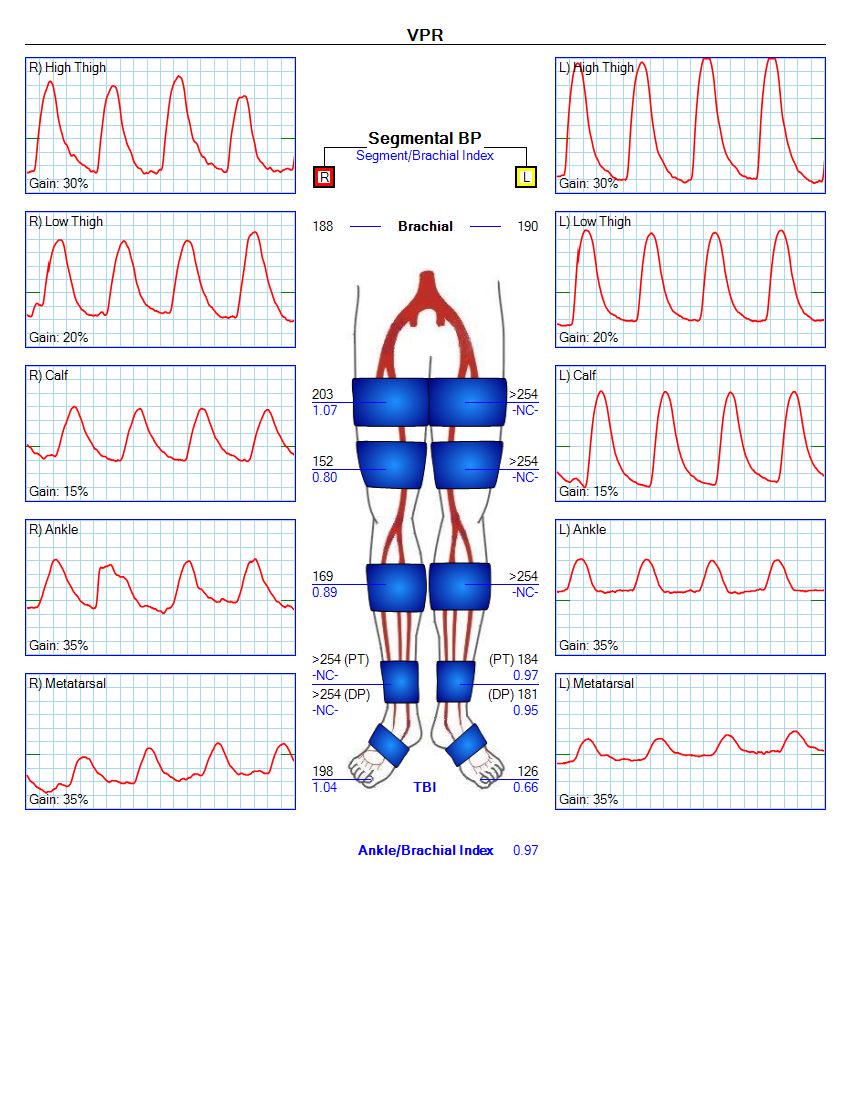 VPR
R) High Thigh
Gain: 30%
R) Low Thigh
Gain: 20%
R) Calf
Gain: 15%
R) Ankle
Gain: 35%
R) Metatarsal
Gain: 35%
Segmental BP
Segment/Brachial Index
R L
188 Brachial 190
203 >254
1.07 -NC-
152 >254
0.80 -NC-
169 >254
0.89 -NC-
>254 (PT) (PT) 184
-NC- 0.97
>254 (DP) (DP) 181
-NC- 0.95
198 126
1.04 TBI 0.66
Ankle/Brachial Index 0.97
L) High Thigh
Gain: 30%
L) Low Thigh
Gain: 20%
L) Calf
Gain: 15%
L) Ankle
Gain: 35%
L) Metatarsal
Gain: 35%